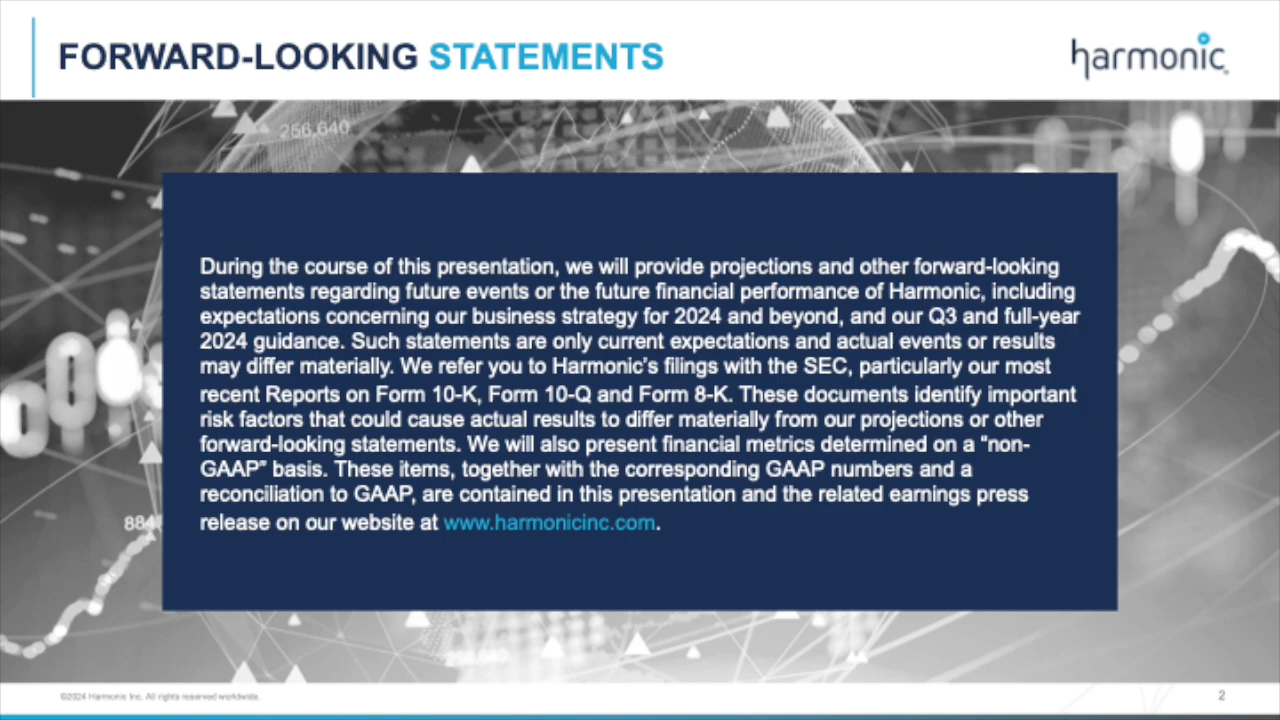 FORWARD-LOOKING STATEMENTS
harmonic
256,640
During the course of this presentation, we will provide projections and other forward-looking
statements regarding future events or the future financial performance of Harmonic, including
expectations concerning our business strategy for 2024 and beyond, and our Q3 and full-year
2024 guidance. Such statements are only current expectations and actual events or results
may differ materially. We refer you to Harmonic’s filings with the SEC, particularly our most
recent Reports on Form 10-K, Form 10-Q and Form 8-K. These documents identify important
risk factors that could cause actual results to differ materially from our projections or other
forward-looking statements. We will also present financial metrics determined on a “non-
GAAP” basis. These items, together with the corresponding GAAP numbers and a
reconciliation to GAAP, are contained in this presentation and the related earnings press
release on our website at www.harmonicinc.com.
884
©2024 Harmonic Inc. All rights reserved worldwide.
2